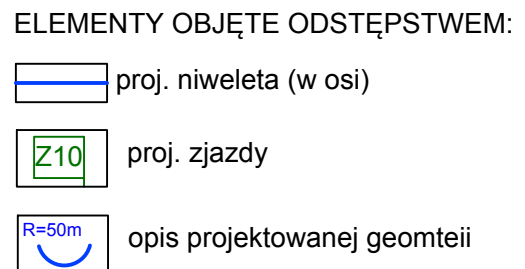 ELEMENTY OBJĘTE ODSTĘPSTWEM:
proj. niweleta (w osi)
Z10 proj. zjazdy
R=50m
opis projektowanej geomteii